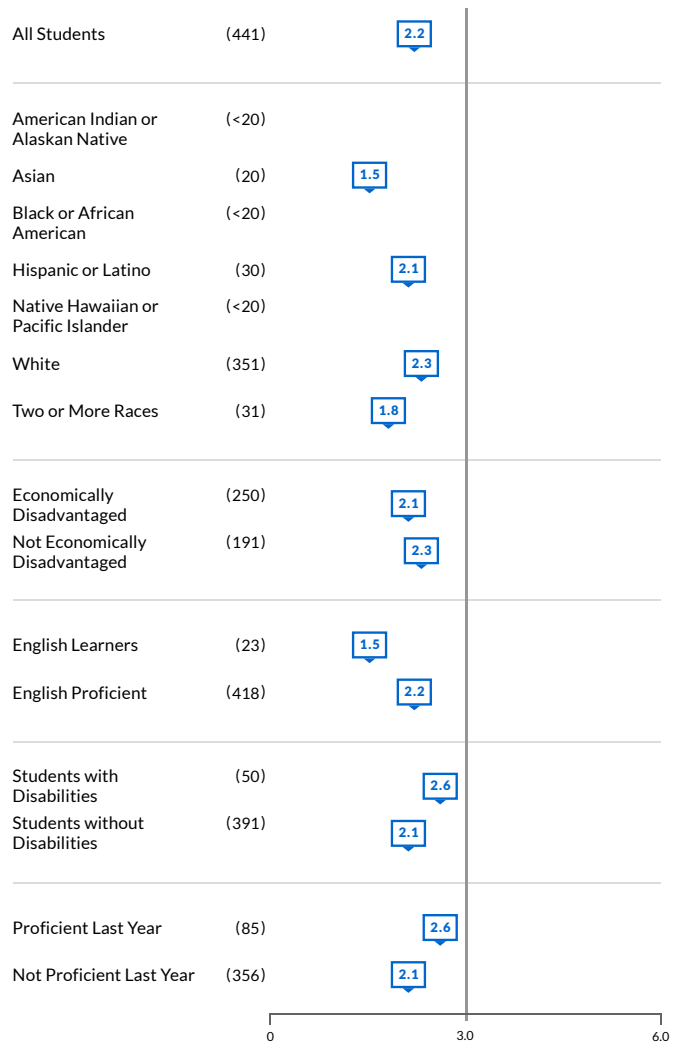 All Students (441) 2.2
American Indian or (<20)
Alaskan Native
Asian (20) 1.5
Black or African (<20)
American
Hispanic or Latino (30) 2.1
Native Hawaiian or (<20)
Pacific Islander
White (351) 2.3
Two or More Races (31) 1.8
Economically (250) 2.1
Disadvantaged
Not Economically (191) 2.3
Disadvantaged
English Learners (23) 1.5
English Proficient (418) 2.2
Students with (50) 2.6
Disabilities
Students without (391) 2.1
Disabilities
Proficient Last Year (85) 2.6
Not Proficient Last Year (356) 2.1
0 3.0 6.0